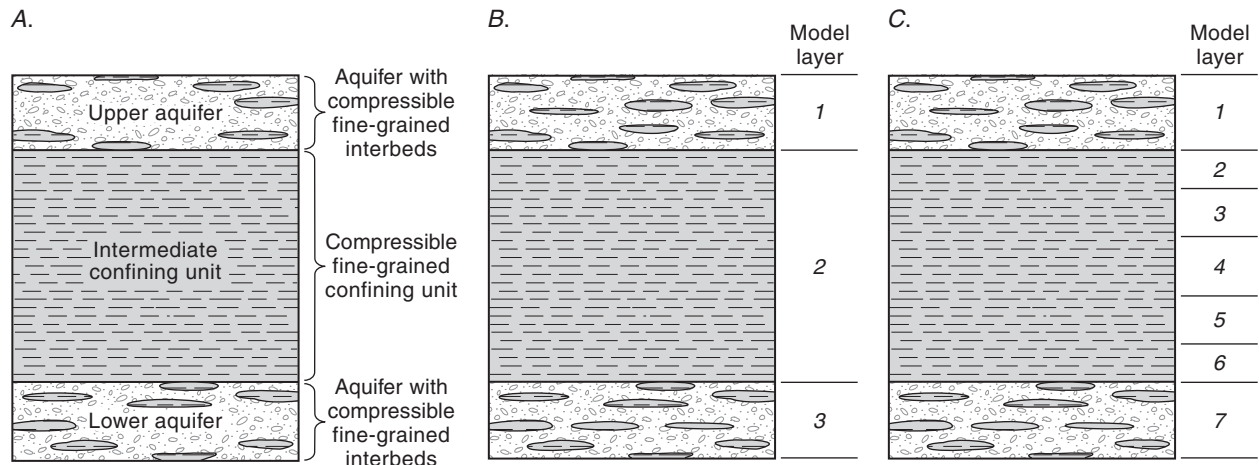 A.
Upper aquifer
Intermediate
confining unit
Lower aquifer
Aquifer with
compressible
fine-grained
interbeds
Compressible
fine-grained
confining unit
Aquifer with
compressible
fine-grained
interbeds
B.
Model
layer
1
2
3
C.
Model
layer
1
2
3
4
5
6
7